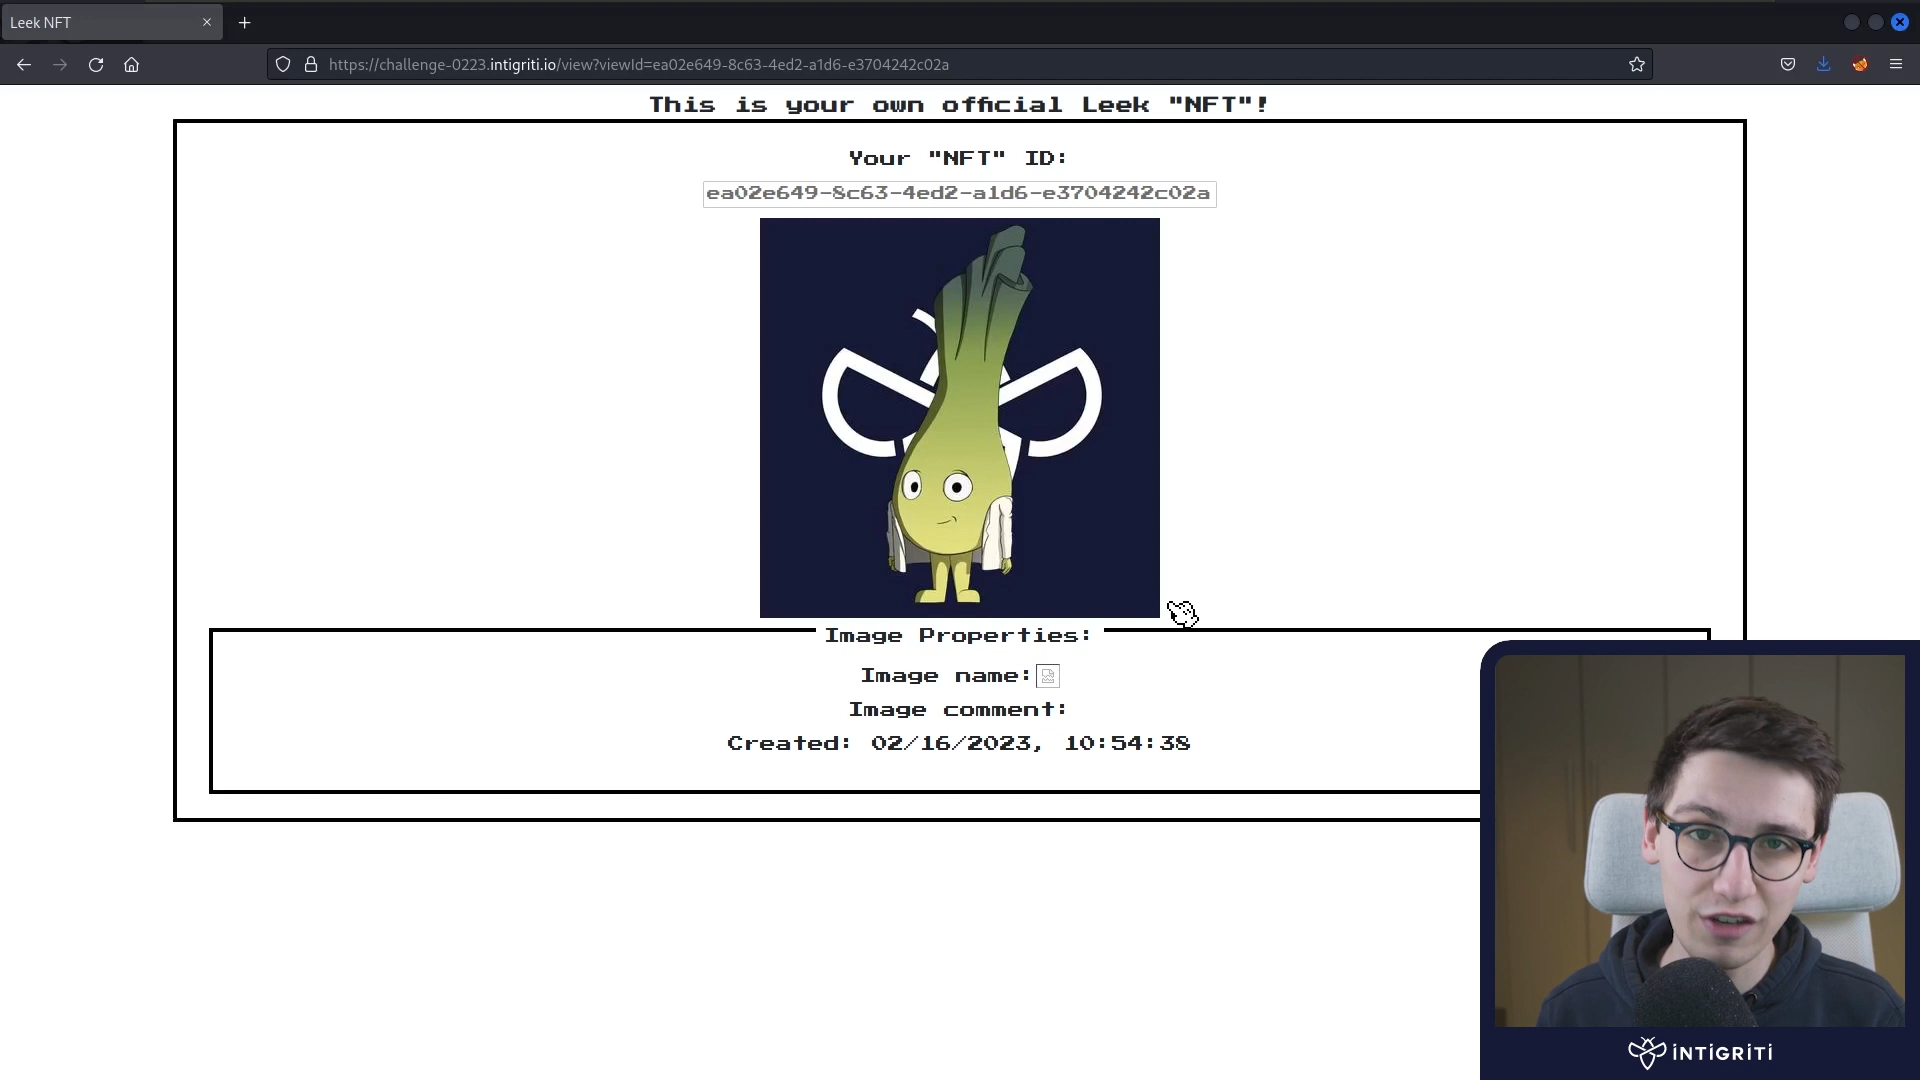 Leek NFT
https://challenge-0223.intigriti.io/view?viewId=ea02e649-8c63-4ed2-a1d6-e3704242c02a
This is your own official Leek "NFT"!
Your "NFT" ID:
ea02e649-8c63-4ed2-a1d6-e3704242c02a
Image Properties:
Image name:
Image comment:
Created: 02/16/2023, 10:54:38
INTIGRITI